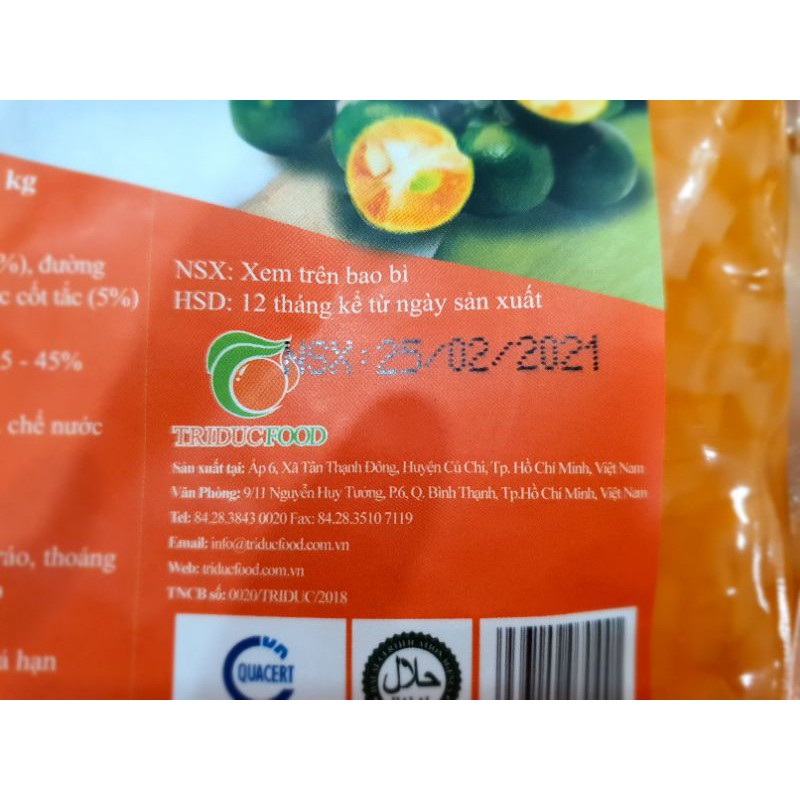 kg
%), đường
c cốt tắc (5%)
5 - 45%
chế nước
ráo, thoáng
á hạn
NSX: Xem trên bao bì
HSD: 12 tháng kể từ ngày sản xuất
NSX: 25/02/2021
TRIDUCFOOD
Sản xuất tại: Ấp 6, Xã Tân Thạnh Đông, Huyện Củ Chi, Tp. Hồ Chí Minh, Việt Nam
Văn Phòng: 9/11 Nguyễn Huy Tưởng, P.6, Q. Bình Thạnh, Tp.Hồ Chí Minh, Việt Nam
Tel: 84.28.3843 0020 Fax: 84.28.3510 7119
Email: info@triducfood.com.vn
Web: triducfood.com.vn
TNCB số: 0020/TRIDUC/2018
QUACERT
حلال